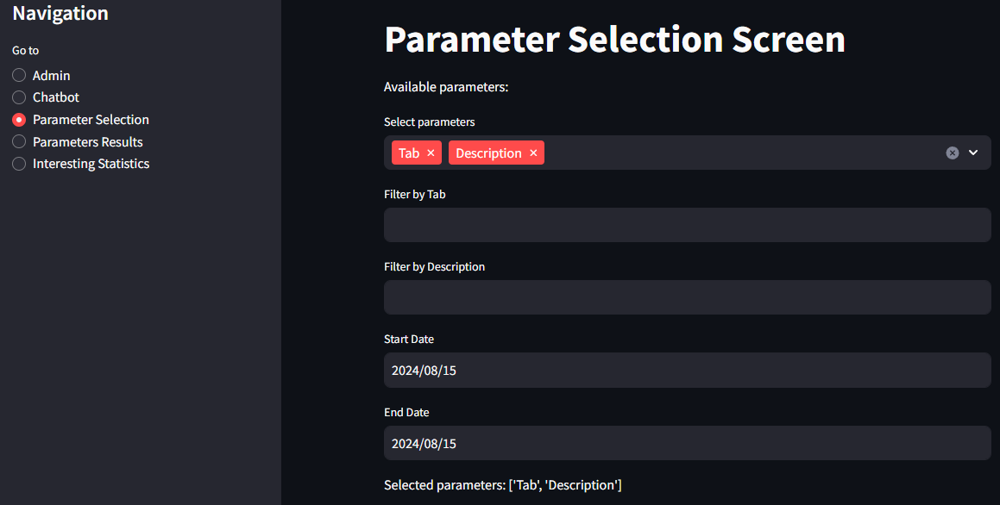 Navigation
Go to
Admin
Chatbot
Parameter Selection
Parameters Results
Interesting Statistics
Parameter Selection Screen
Available parameters:
Select parameters
Tab × Description ×
Filter by Tab
Filter by Description
Start Date
2024/08/15
End Date
2024/08/15
Selected parameters: ['Tab', 'Description']